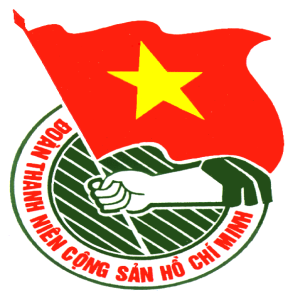 ĐOÀN THANH NIÊN CỘNG SẢN HỒ CHÍ MINH